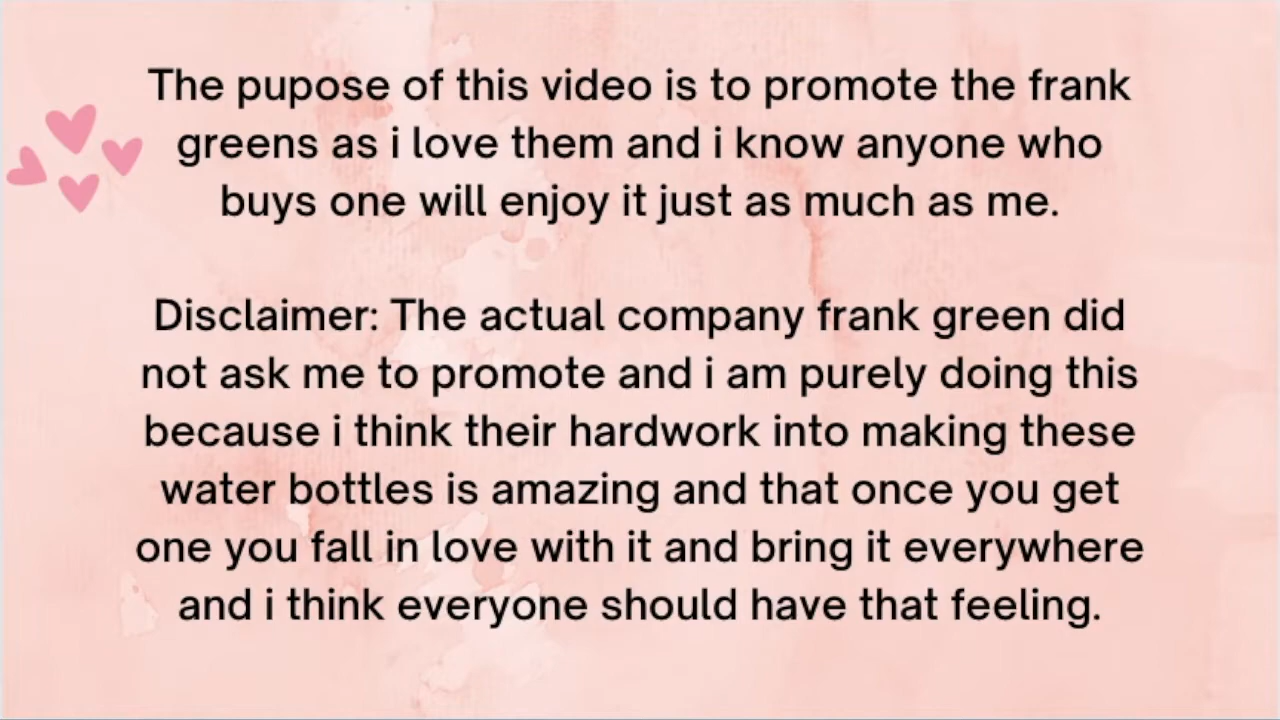 The pupose of this video is to promote the frank
greens as i love them and i know anyone who
buys one will enjoy it just as much as me.
Disclaimer: The actual company frank green did
not ask me to promote and i am purely doing this
because i think their hardwork into making these
water bottles is amazing and that once you get
one you fall in love with it and bring it everywhere
and i think everyone should have that feeling.